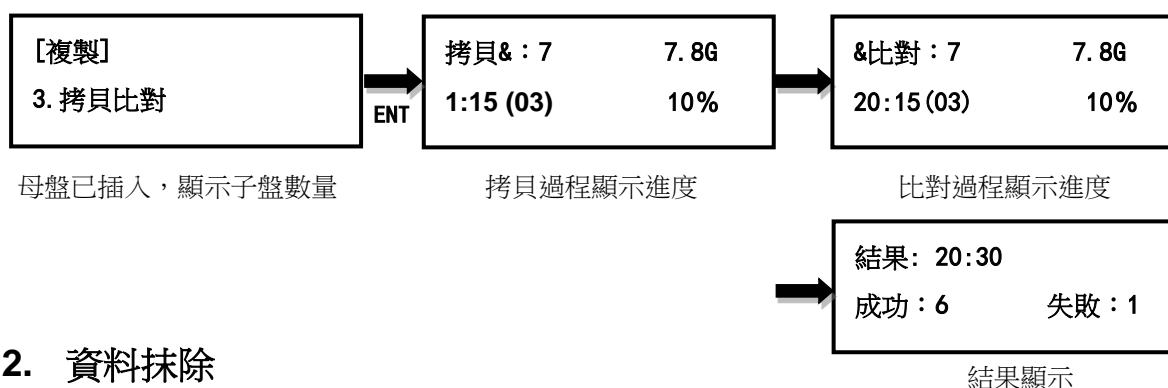 [複製]
3.拷貝比對
ENT
拷貝&：7 7.8G
1:15 (03) 10%
&比對：7 7.8G
20:15(03) 10%
母盤已插入，顯示子盤數量
拷貝過程顯示進度
比對過程顯示進度
結果: 20:30
成功：6 失敗：1
結果顯示
2. 資料抹除